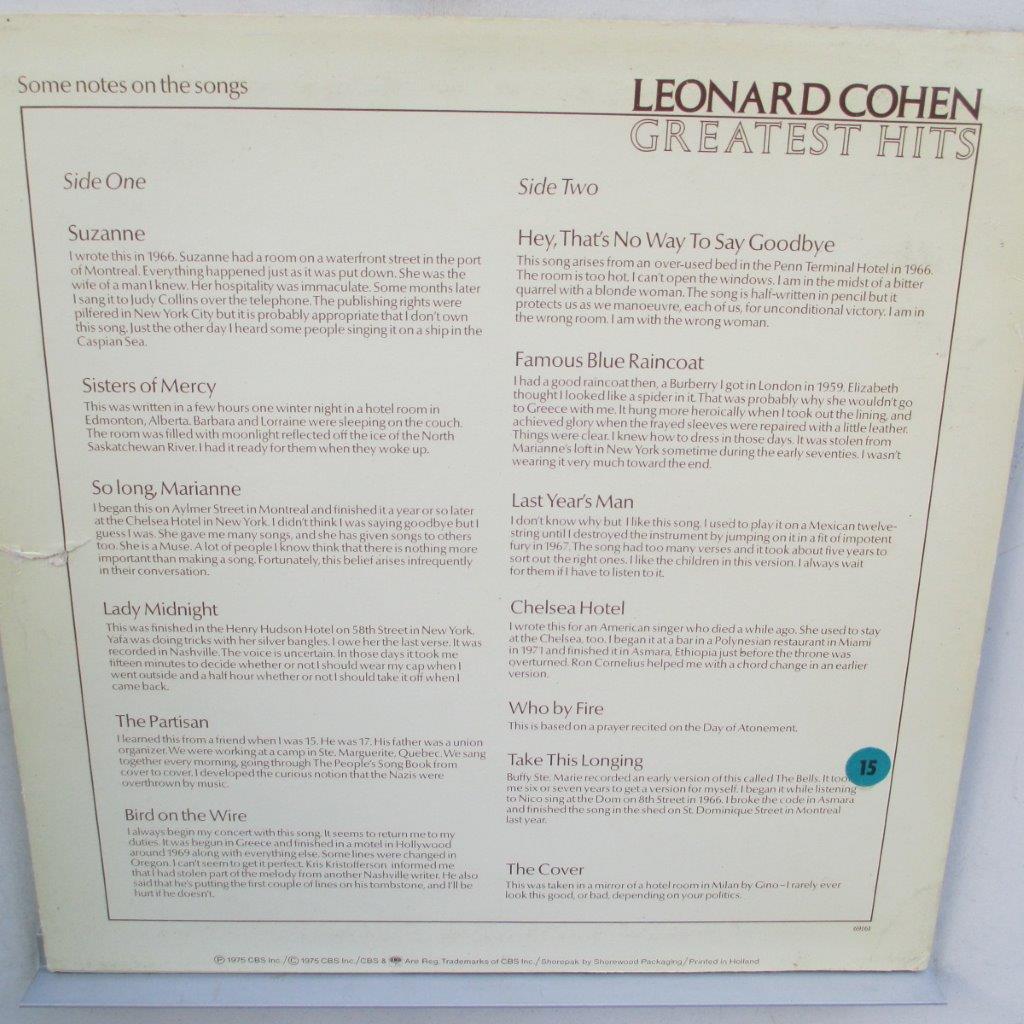 Some notes on the songs
LEONARD COHEN
GREATEST HITS
Side One
Suzanne
I wrote this in 1966. Suzanne had a room on a waterfront street in the port
of Montreal. Everything happened just as it was put down. She was the
wife of a man I knew. Her hospitality was immaculate. Some months later
I sang it to Judy Collins over the telephone. The publishing rights were
pilfered in New York City but it is probably appropriate that I don't own
this song. Just the other day I heard some people singing it on a ship in the
Caspian Sea.
Sisters of Mercy
This was written in a few hours one winter night in a hotel room in
Edmonton, Alberta. Barbara and Lorraine were sleeping on the couch.
The room was filled with moonlight reflected off the ice of the North
Saskatchewan River. I had it ready for them when they woke up.
So long, Marianne
I began this on Aylmer Street in Montreal and finished it a year or so later
at the Chelsea Hotel in New York. I didn't think I was saying goodbye but I
guess I was. She gave me many songs, and she has given songs to others
too. She is a Muse. A lot of people I know think that there is nothing more
important than making a song. Fortunately, this belief arises infrequently
in their conversation.
Lady Midnight
This was finished in the Henry Hudson Hotel on 58th Street in New York.
Yafa was doing tricks with her silver bangles. I owe her the last verse. It was
recorded in Nashville. The voice is uncertain. In those days it took me
fifteen minutes to decide whether or not I should wear my cap when I
went outside and a half hour whether or not I should take it off when I
came back.
The Partisan
I learned this from a friend when I was 15. He was 17. His father was a union
organizer. We were working at a camp in Ste. Marguerite, Quebec. We sang
together every morning, going through The People's Song Book from
cover to cover. I developed the curious notion that the Nazis were
overthrown by music.
Bird on the Wire
I always begin my concert with this song. It seems to return me to my
duties. It was begun in Greece and finished in a motel in Hollywood
around 1969 along with everything else. Some lines were changed in
Oregon. I can't seem to get it perfect. Kris Kristofferson informed me
that I had stolen part of the melody from another Nashville writer. He also
said that he's putting the first couple of lines on his tombstone, and I'll be
hurt if he doesn't.
Side Two
Hey, That's No Way To Say Goodbye
This song arises from an over-used bed in the Penn Terminal Hotel in 1966.
The room is too hot. I can't open the windows. I am in the midst of a bitter
quarrel with a blonde woman. The song is half-written in pencil but it
protects us as we manoeuvre, each of us, for unconditional victory. I am in
the wrong room. I am with the wrong woman.
Famous Blue Raincoat
I had a good raincoat then, a Burberry I got in London in 1959. Elizabeth
thought I looked like a spider in it. That was probably why she wouldn't go
to Greece with me. It hung more heroically when I took out the lining, and
achieved glory when the frayed sleeves were repaired with a little leather.
Things were clear. I knew how to dress in those days. It was stolen from
Marianne's loft in New York sometime during the early seventies. I wasn't
wearing it very much toward the end.
Last Year's Man
I don't know why but I like this song. I used to play it on a Mexican twelve-
string until I destroyed the instrument by jumping on it in a fit of impotent
fury in 1967. The song had too many verses and it took about five years to
sort out the right ones. I like the children in this version. I always wait
for them if I have to listen to it.
Chelsea Hotel
I wrote this for an American singer who died a while ago. She used to stay
at the Chelsea, too. I began it at a bar in a Polynesian restaurant in Miami
in 1971 and finished it in Asmara, Ethiopia just before the throne was
overturned. Ron Cornelius helped me with a chord change in an earlier
version.
Who by Fire
This is based on a prayer recited on the Day of Atonement.
Take This Longing
Buffy Ste. Marie recorded an early version of this called The Bells. It took
me six or seven years to get a version for myself. I began it while listening
to Nico sing at the Dom on 8th Street in 1966. I broke the code in Asmara
and finished the song in the shed on St. Dominique Street in Montreal
last year.
15
The Cover
This was taken in a mirror of a hotel room in Milan by Gino – I rarely ever
look this good, or bad, depending on your politics.
69161
Ⓟ 1975 CBS Inc./© 1975 CBS Inc./CBS & Are Reg. Trademarks of CBS Inc./Shorepak by Shorewood Packaging/Printed in Holland